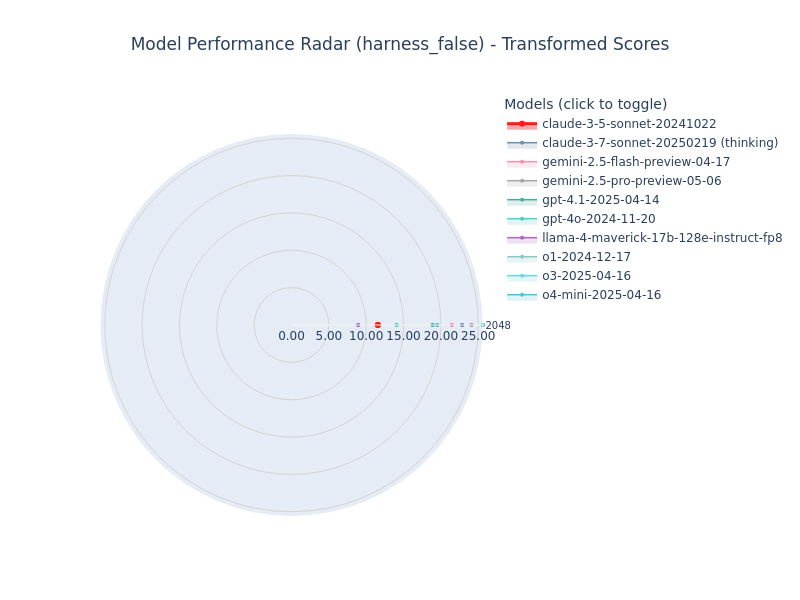 Model Performance Radar (harness_false) - Transformed Scores
Models (click to toggle)
claude-3-5-sonnet-20241022
claude-3-7-sonnet-20250219 (thinking)
gemini-2.5-flash-preview-04-17
gemini-2.5-pro-preview-05-06
gpt-4.1-2025-04-14
gpt-4o-2024-11-20
llama-4-maverick-17b-128e-instruct-fp8
o1-2024-12-17
o3-2025-04-16
o4-mini-2025-04-16
2048
0.00 5.00 10.00 15.00 20.00 25.00